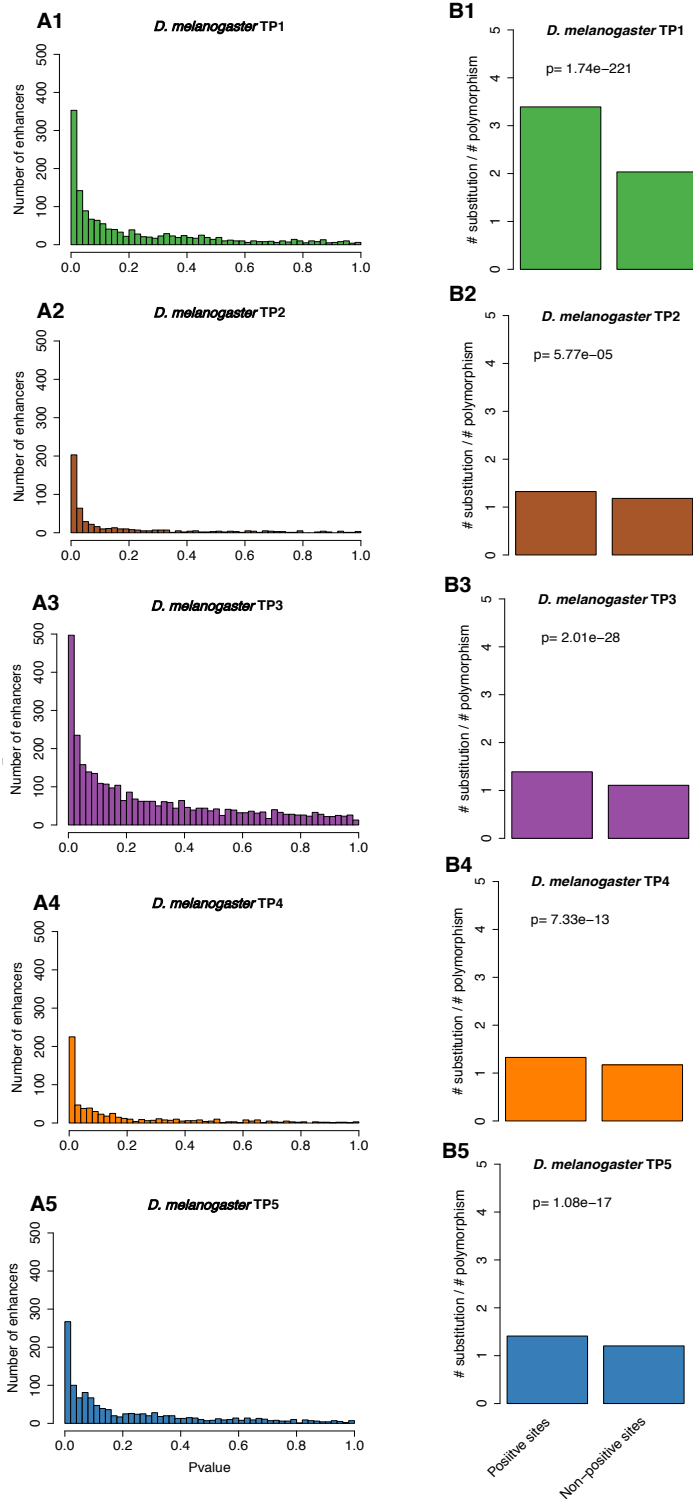 A1
D. melanogaster TP1
Number of enhancers
0 100 200 300 400 500
0.0 0.2 0.4 0.6 0.8 1.0
B1
D. melanogaster TP1
p= 1.74e−221
# substitution / # polymorphism
0 1 2 3 4 5
A2
D. melanogaster TP2
Number of enhancers
0 100 200 300 400 500
0.0 0.2 0.4 0.6 0.8 1.0
B2
D. melanogaster TP2
p= 5.77e−05
# substitution / # polymorphism
0 1 2 3 4 5
A3
D. melanogaster TP3
Number of enhancers
0 100 200 300 400 500
0.0 0.2 0.4 0.6 0.8 1.0
B3
D. melanogaster TP3
p= 2.01e−28
# substitution / # polymorphism
0 1 2 3 4 5
A4
D. melanogaster TP4
Number of enhancers
0 100 200 300 400 500
0.0 0.2 0.4 0.6 0.8 1.0
B4
D. melanogaster TP4
p= 7.33e−13
# substitution / # polymorphism
0 1 2 3 4 5
A5
D. melanogaster TP5
Number of enhancers
0 100 200 300 400 500
0.0 0.2 0.4 0.6 0.8 1.0
Pvalue
B5
D. melanogaster TP5
p= 1.08e−17
# substitution / # polymorphism
0 1 2 3 4 5
Posiitve sites
Non−positive sites